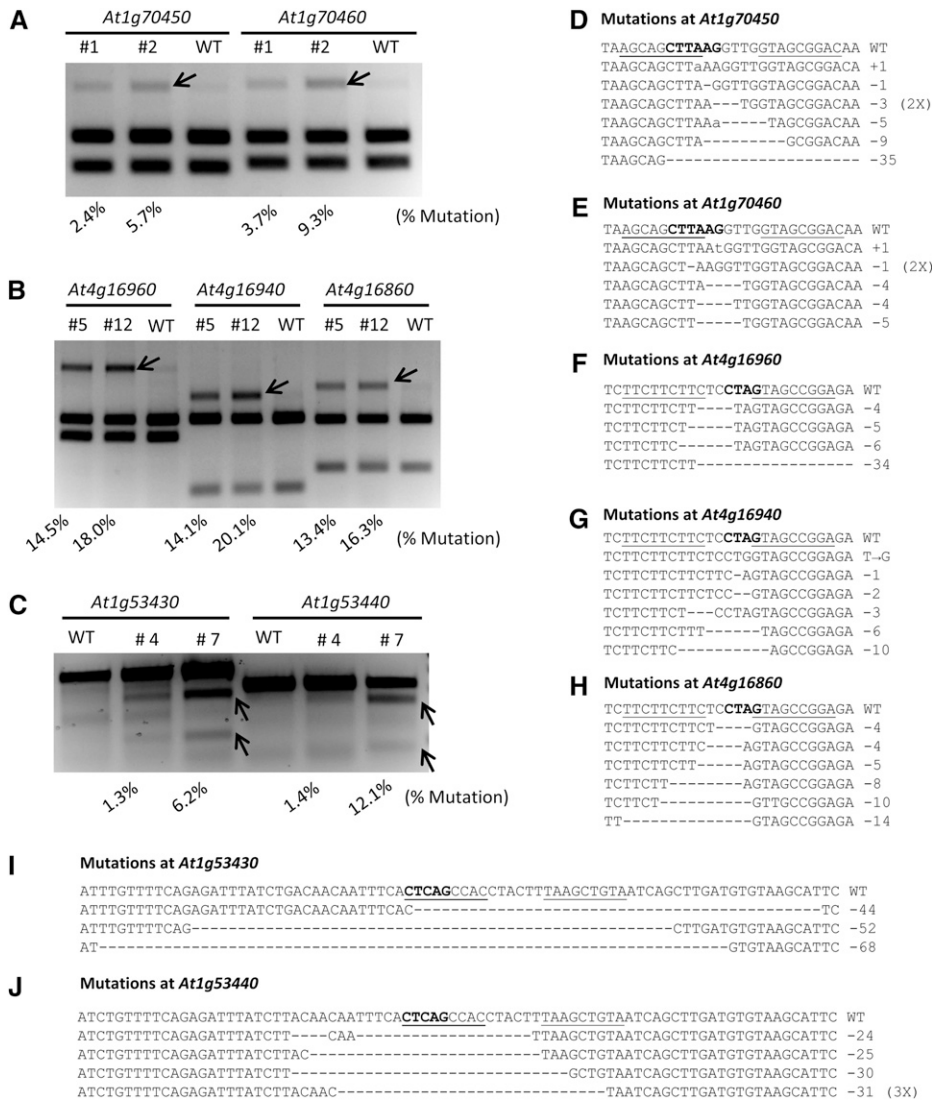 A
At1g70450 At1g70460
#1 #2 WT #1 #2 WT
2.4% 5.7% 3.7% 9.3% (% Mutation)
B
At4g16960 At4g16940 At4g16860
#5 #12 WT #5 #12 WT #5 #12 WT
14.5% 18.0% 14.1% 20.1% 13.4% 16.3% (% Mutation)
C
At1g53430 At1g53440
WT # 4 # 7 WT # 4 # 7
1.3% 6.2% 1.4% 12.1% (% Mutation)
D Mutations at At1g70450
TAAGCAGCTTAAGGTTGGTAGCGGACAA WT
TAAGCAGCTTaAAGGTTGGTAGCGGACA +1
TAAGCAGCTTA-GGTTGGTAGCGGACAA -1
TAAGCAGCTTAA---TGGTAGCGGACAA -3 (2X)
TAAGCAGCTTAAa-----TAGCGGACAA -5
TAAGCAGCTTA---------GCGGACAA -9
TAAGCAG--------------------- -35
E Mutations at At1g70460
TAAGCAGCTTAAGGTTGGTAGCGGACAA WT
TAAGCAGCTTAAtGGTTGGTAGCGGACA +1
TAAGCAGCT-AAGGTTGGTAGCGGACAA -1 (2X)
TAAGCAGCTTA----TGGTAGCGGACAA -4
TAAGCAGCTT----TTGGTAGCGGACAA -4
TAAGCAGCTT-----TGGTAGCGGACAA -5
F Mutations at At4g16960
TCTTCTTCTTCTCCTAGGTAGCCGGAGA WT
TCTTCTTCTT----TAGTAGCCGGAGA -4
TCTTCTTCTT-----TAGTAGCCGGAGA -5
TCTTCTTC------TAGTAGCCGGAGA -6
TCTTCTTCTT----------------- -34
G Mutations at At4g16940
TCTTCTTCTTCTCCTAGGTAGCCGGAGA WT
TCTTCTTCTTCTCCTGGTAGCCGGAGA T→G
TCTTCTTCTTCTTC-AGTAGCCGGAGA -1
TCTTCTTCTTCTCC--GTAGCCGGAGA -2
TCTTCTTCT---CCTAGTAGCCGGAGA -3
TCTTCTTCTTT------TAGCCGGAGA -6
TCTTCTTC----------AGCCGGAGA -10
H Mutations at At4g16860
TCTTCTTCTTCTCCTAGGTAGCCGGAGA WT
TCTTCTTCTTCT----GTAGCCGGAGA -4
TCTTCTTCTTC----AGTAGCCGGAGA -4
TCTTCTTCTT-----AGTAGCCGGAGA -5
TCTTCTT--------AGTAGCCGGAGA -8
TCTTCT----------GTTGCCGGAGA -10
TT--------------GTAGCCGGAGA -14
I Mutations at At1g53430
ATTTGTTTTCAGAGATTTATCTGACAACAATTTCACTCAGCCACCTACTTTAAGCTGTAATCAGCTTGATGTGTAAGCATTC WT
ATTTGTTTTCAGAGATTTATCTGACAACAATTTCAC--------------------------------------------TC -44
ATTTGTTTTCAG----------------------------------------------------CTTGATGTGTAAGCATTC -52
AT--------------------------------------------------------------------GTGTAAGCATTC -68
J Mutations at At1g53440
ATCTGTTTTCAGAGATTTATCTTACAACAATTTCACTCAGCCACCTACTTTAAGCTGTAATCAGCTTGATGTGTAAGCATTC WT
ATCTGTTTTCAGAGATTTATCTT----CAA--------------------TTAAGCTGTAATCAGCTTGATGTGTAAGCATTC -24
ATCTGTTTTCAGAGATTTATCTTAC-------------------------TAAGCTGTAATCAGCTTGATGTGTAAGCATTC -25
ATCTGTTTTCAGAGATTTATCTT------------------------------GCTGTAATCAGCTTGATGTGTAAGCATTC -30
ATCTGTTTTCAGAGATTTATCTTACAAC-------------------------------TAATCAGCTTGATGTGTAAGCATTC -31 (3X)